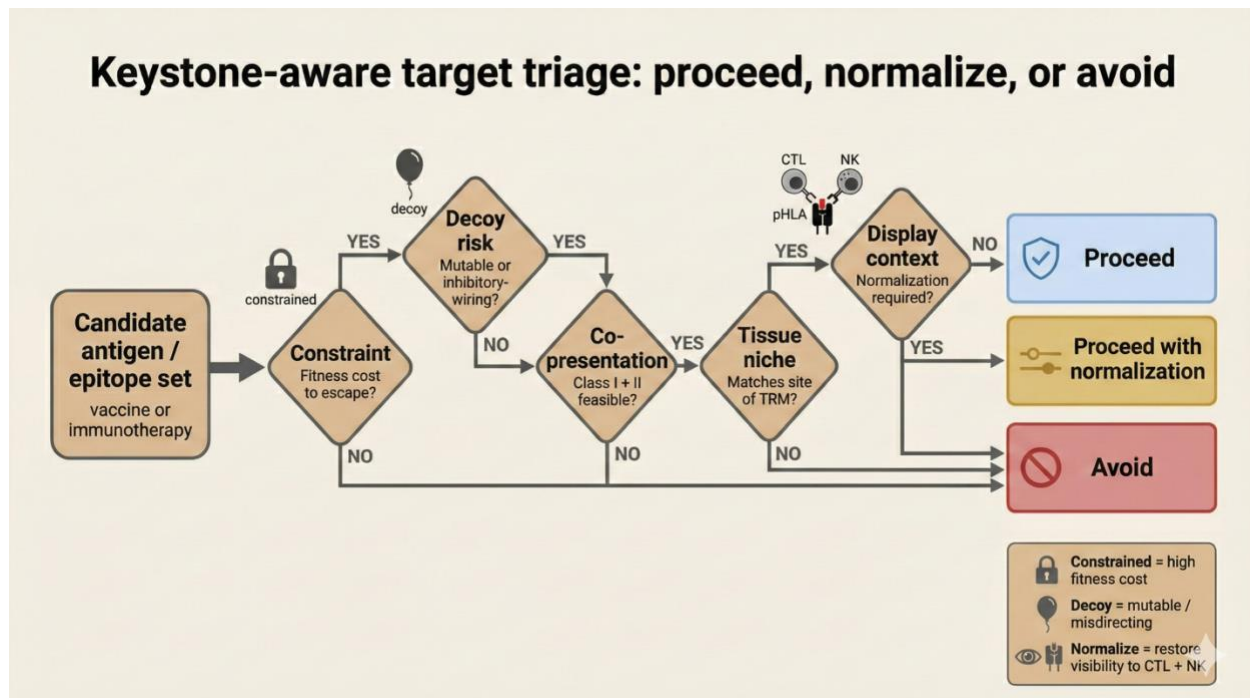 Keystone-aware target triage: proceed, normalize, or avoid
Candidate
antigen /
epitope set
vaccine or
immunotherapy
constrained
Constraint
Fitness cost
to escape?
YES
NO
decoy
Decoy
risk
Mutable or
inhibitory-
wiring?
YES
NO
Co-
presentation
Class I + II
feasible?
YES
NO
Tissue
niche
Matches site
of TRM?
YES
NO
CTL
NK
pHLA
Display
context
Normalization
required?
NO
YES
Proceed
Proceed with
normalization
Avoid
Constrained = high
fitness cost
Decoy = mutable /
misdirecting
Normalize = restore
visibility to CTL + NK